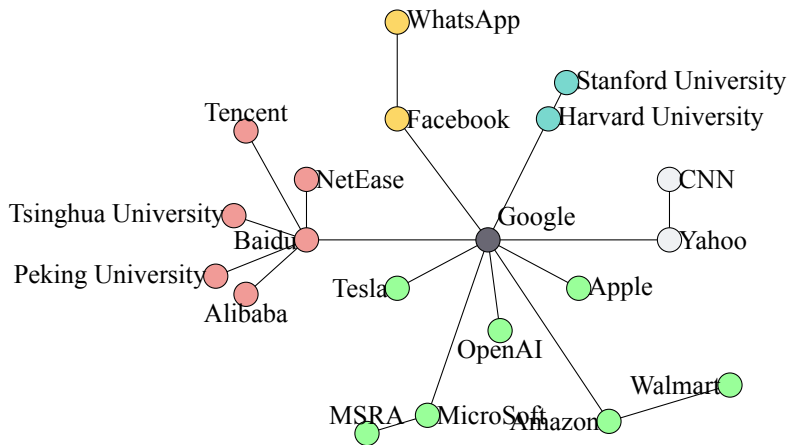 WhatsApp
Stanford University
Tencent
Facebook
Harvard University
NetEase
CNN
Tsinghua University
Google
Baidu
Yahoo
Peking University
Tesla
Apple
Alibaba
OpenAI
Walmart
MSRA
MicroSoft
Amazon